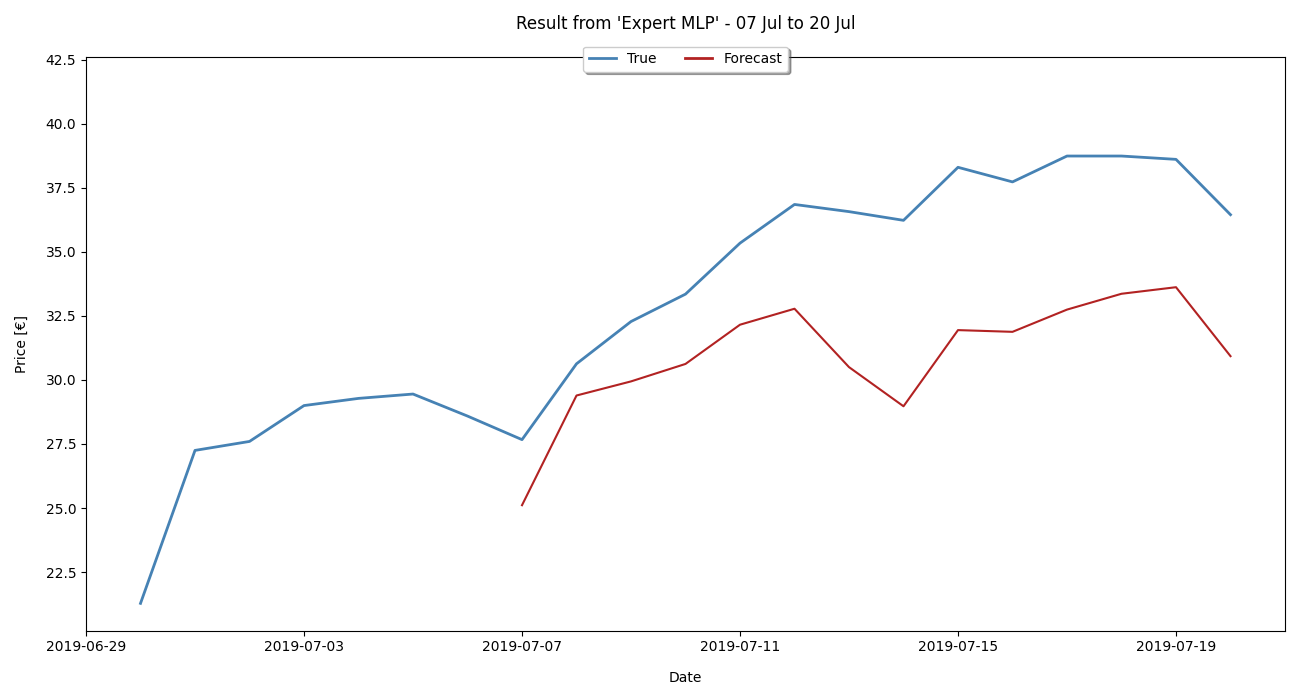 Result from 'Expert MLP' - 07 Jul to 20 Jul
True Forecast
42.5
40.0
37.5
35.0
32.5
30.0
27.5
25.0
22.5
Price [€]
2019-06-29 2019-07-03 2019-07-07 2019-07-11 2019-07-15 2019-07-19
Date